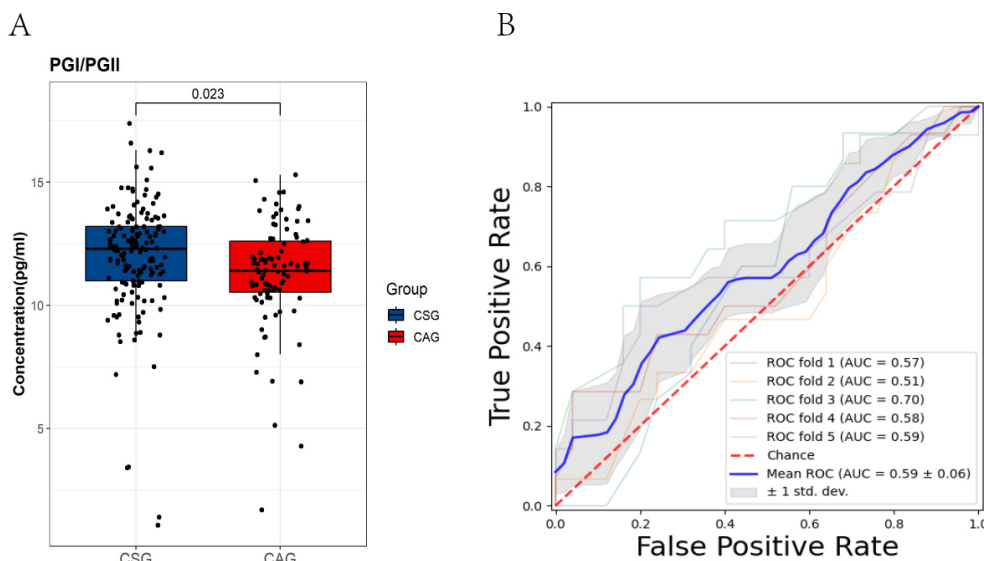 A
PGI/PGII
0.023
15
10
5
Concentration(pg/ml)
CSG
CAG
Group
CSG
CAG
B
1.0
0.8
0.6
0.4
0.2
0.0
True Positive Rate
0.0
0.2
0.4
0.6
0.8
1.0
False Positive Rate
ROC fold 1 (AUC = 0.57)
ROC fold 2 (AUC = 0.51)
ROC fold 3 (AUC = 0.70)
ROC fold 4 (AUC = 0.58)
ROC fold 5 (AUC = 0.59)
Chance
Mean ROC (AUC = 0.59 ± 0.06)
± 1 std. dev.